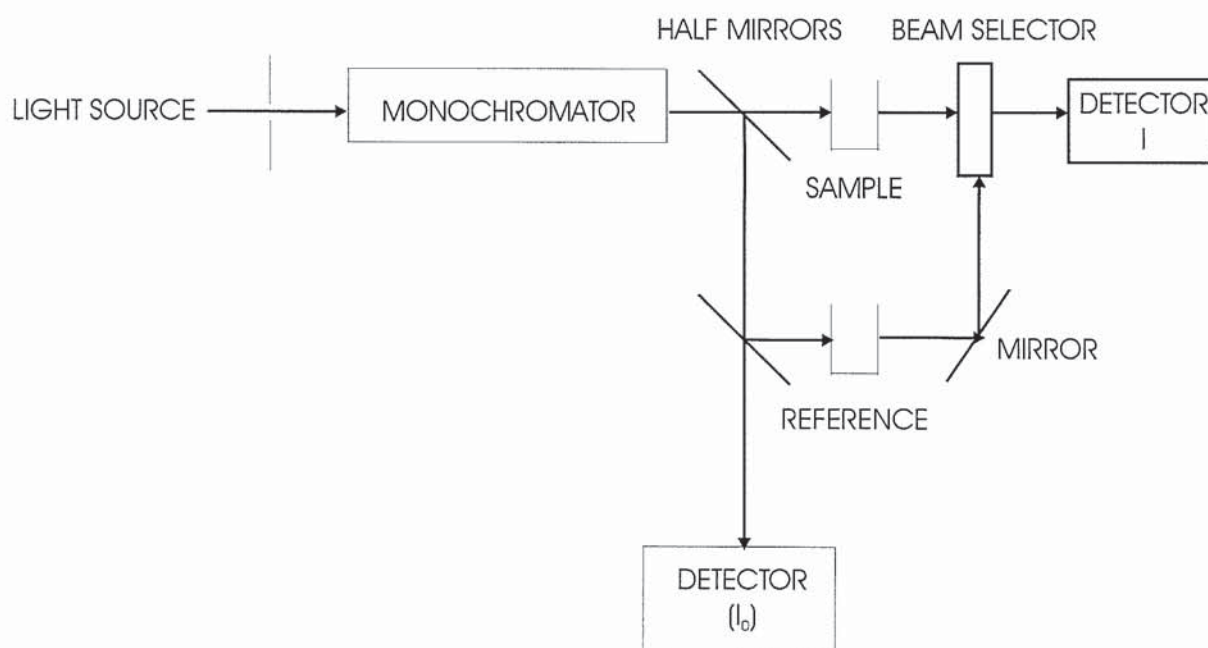 HALF MIRRORS
BEAM SELECTOR
LIGHT SOURCE
MONOCHROMATOR
DETECTOR
I
SAMPLE
MIRROR
REFERENCE
DETECTOR
(I₀)